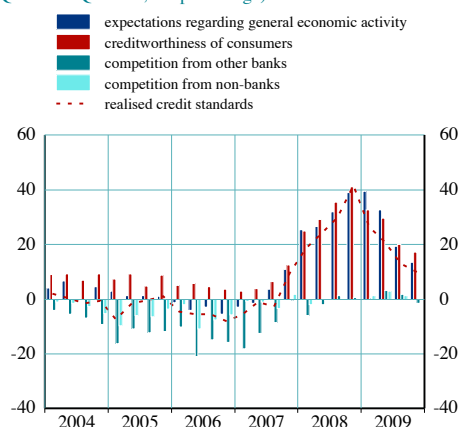 expectations regarding general economic activity
creditworthiness of consumers
competition from other banks
competition from non-banks
realised credit standards
60 60
40 40
20 20
0 0
-20 -20
-40 -40
2004 2005 2006 2007 2008 2009